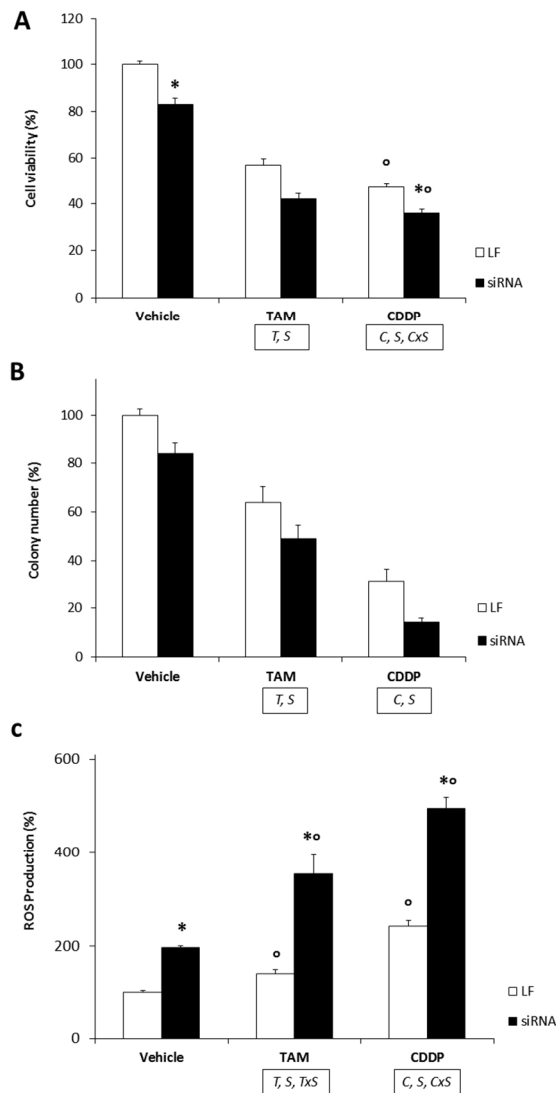 A
120
100
80
60
40
20
0
Cell viability (%)
*
°
*°
LF
siRNA
Vehicle
TAM
CDDP
T, S
C, S, CxS
B
100
80
60
40
20
0
Colony number (%)
LF
siRNA
Vehicle
TAM
CDDP
T, S
C, S
C
600
400
200
0
ROS Production (%)
*
°
*°
°
*°
LF
siRNA
Vehicle
TAM
CDDP
T, S, TxS
C, S, CxS